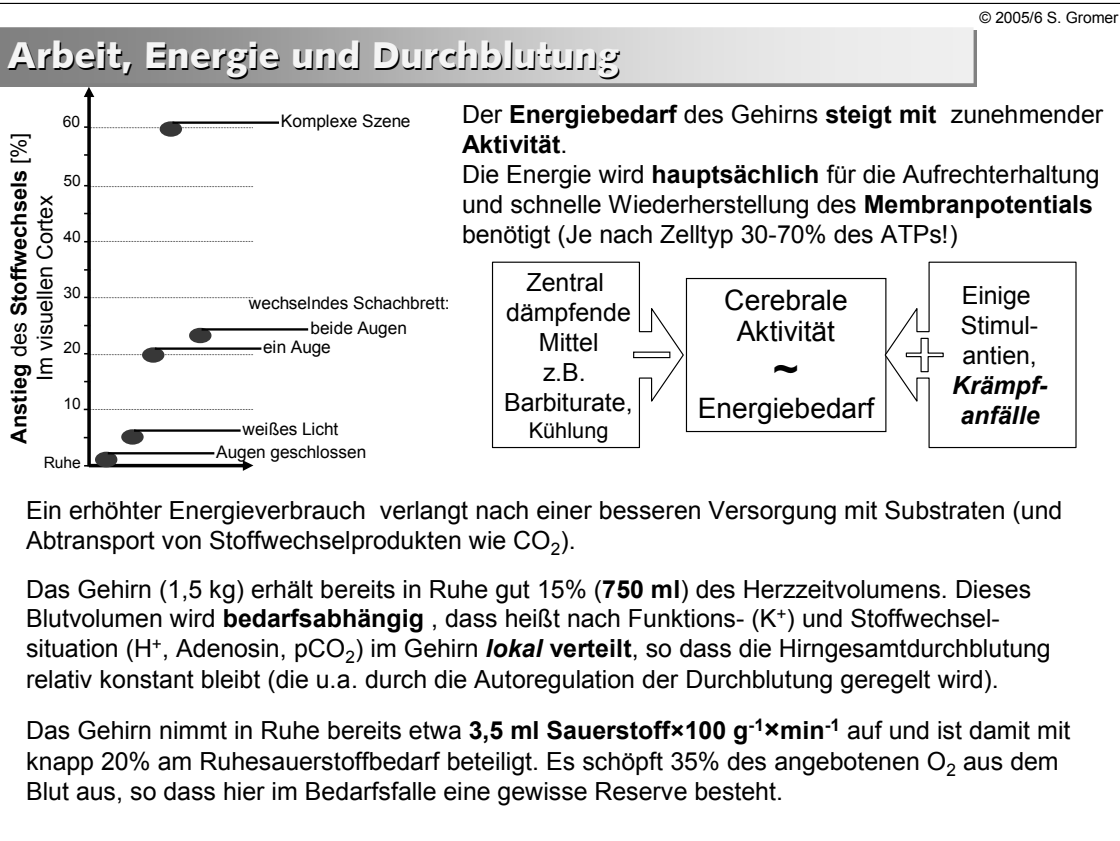 © 2005/6 S. Gromer
Arbeit, Energie und Durchblutung
Anstieg des Stoffwechsels [%]
Im visuellen Cortex
60
50
40
30
20
10
Ruhe
Komplexe Szene
wechselndes Schachbrett:
beide Augen
ein Auge
weißes Licht
Augen geschlossen
Der Energiebedarf des Gehirns steigt mit zunehmender
Aktivität.
Die Energie wird hauptsächlich für die Aufrechterhaltung
und schnelle Wiederherstellung des Membranpotentials
benötigt (Je nach Zelltyp 30-70% des ATPs!)
Zentral
dämpfende
Mittel
z.B.
Barbiturate,
Kühlung
Cerebrale
Aktivität
~
Energiebedarf
Einige
Stimul-
antien,
Krämpf-
anfälle
Ein erhöhter Energieverbrauch verlangt nach einer besseren Versorgung mit Substraten (und
Abtransport von Stoffwechselprodukten wie CO₂).
Das Gehirn (1,5 kg) erhält bereits in Ruhe gut 15% (750 ml) des Herzzeitvolumens. Dieses
Blutvolumen wird bedarfsabhängig , dass heißt nach Funktions- (K⁺) und Stoffwechsel-
situation (H⁺, Adenosin, pCO₂) im Gehirn lokal verteilt, so dass die Hirngesamtdurchblutung
relativ konstant bleibt (die u.a. durch die Autoregulation der Durchblutung geregelt wird).
Das Gehirn nimmt in Ruhe bereits etwa 3,5 ml Sauerstoff×100 g⁻¹×min⁻¹ auf und ist damit mit
knapp 20% am Ruhesauerstoffbedarf beteiligt. Es schöpft 35% des angebotenen O₂ aus dem
Blut aus, so dass hier im Bedarfsfalle eine gewisse Reserve besteht.